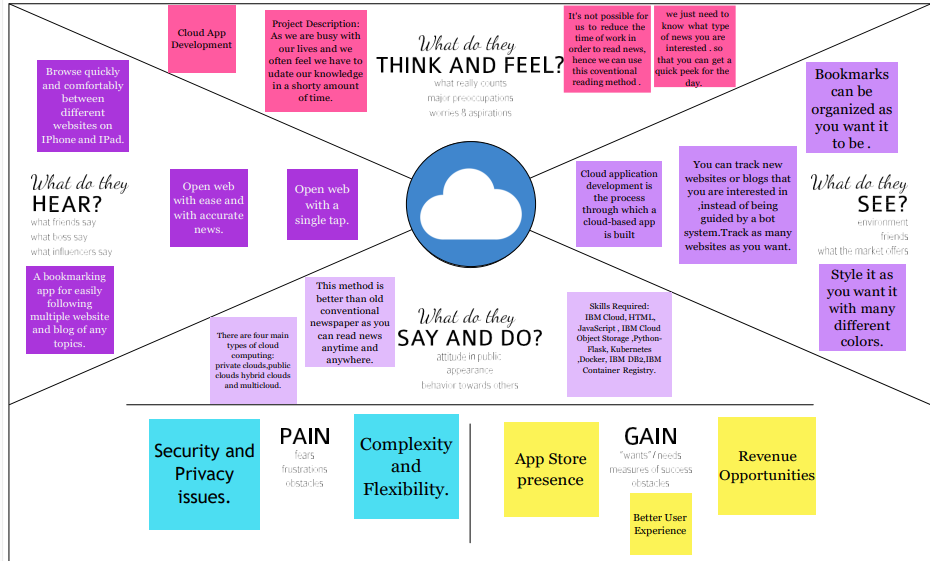 Cloud App
Development
Project Description:
As we are busy with
our lives and we
often feel we have to
udate our knowledge
in a shorty amount
of time.
What do they
THINK AND FEEL?
what really counts
major preoccupations
worries & aspirations
It's not possible for
us to reduce the
time of work in
order to read news,
hence we can use
this coventional
reading method .
we just need to
know what type
of news you are
interested . so
that you can get a
quick peek for the
day.
Browse quickly
and comfortably
between
different
websites on
IPhone and IPad.
What do they
HEAR?
what friends say
what boss say
what influencers say
Open web
with ease and
with accurate
news.
Open web
with a
single tap.
A bookmarking
app for easily
following
multiple website
and blog of any
topics.
Cloud application
development is
the process
through which a
cloud-based app
is built
You can track new
websites or blogs that
you are interested in
,instead of being
guided by a bot
system.Track as many
websites as you want.
Bookmarks
can be
organized as
you want it
to be .
What do they
SEE?
environment
friends
what the market offers
Style it as
you want it
with many
different
colors.
There are four main
types of cloud
computing:
private clouds,public
clouds hybrid clouds
and multicloud.
This method is
better than old
conventional
newspaper as you
can read news
anytime and
anywhere.
What do they
SAY AND DO?
attitude in public
appearance
behavior towards others
Skills Required:
IBM Cloud, HTML,
JavaScript , IBM Cloud
Object Storage ,Python-
Flask, Kubernetes
,Docker, IBM DB2,IBM
Container Registry.
Security and
Privacy
issues.
PAIN
fears
frustrations
obstacles
Complexity
and
Flexibility.
App Store
presence
GAIN
"wants" / needs
measures of success
obstacles
Better User
Experience
Revenue
Opportunities